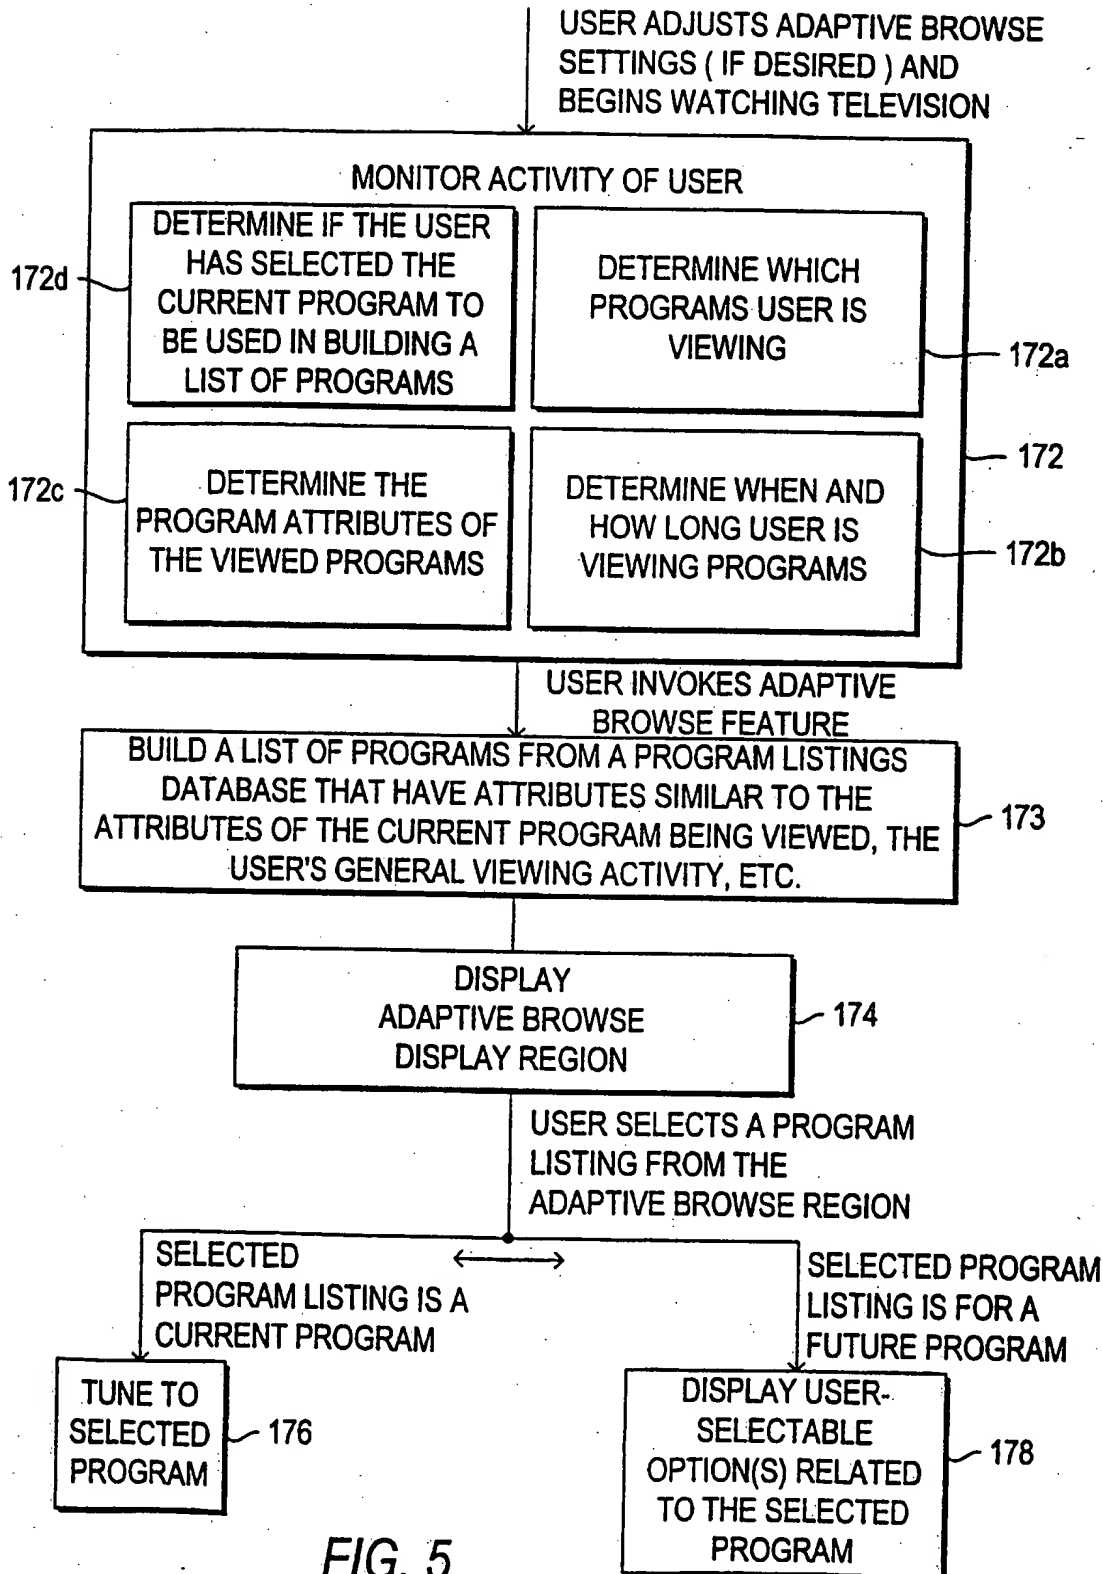 USER ADJUSTS ADAPTIVE BROWSE
SETTINGS ( IF DESIRED ) AND
BEGINS WATCHING TELEVISION
MONITOR ACTIVITY OF USER
DETERMINE IF THE USER
HAS SELECTED THE
CURRENT PROGRAM TO
BE USED IN BUILDING A
LIST OF PROGRAMS
172d
DETERMINE WHICH
PROGRAMS USER IS
VIEWING
172a
172
DETERMINE THE
PROGRAM ATTRIBUTES OF
THE VIEWED PROGRAMS
172c
DETERMINE WHEN AND
HOW LONG USER IS
VIEWING PROGRAMS
172b
USER INVOKES ADAPTIVE
BROWSE FEATURE
BUILD A LIST OF PROGRAMS FROM A PROGRAM LISTINGS
DATABASE THAT HAVE ATTRIBUTES SIMILAR TO THE
ATTRIBUTES OF THE CURRENT PROGRAM BEING VIEWED, THE
USER'S GENERAL VIEWING ACTIVITY, ETC.
173
DISPLAY
ADAPTIVE BROWSE
DISPLAY REGION
174
USER SELECTS A PROGRAM
LISTING FROM THE
ADAPTIVE BROWSE REGION
SELECTED
PROGRAM LISTING IS A
CURRENT PROGRAM
SELECTED PROGRAM
LISTING IS FOR A
FUTURE PROGRAM
TUNE TO
SELECTED
PROGRAM
176
DISPLAY USER-
SELECTABLE
OPTION(S) RELATED
TO THE SELECTED
PROGRAM
178
FIG. 5